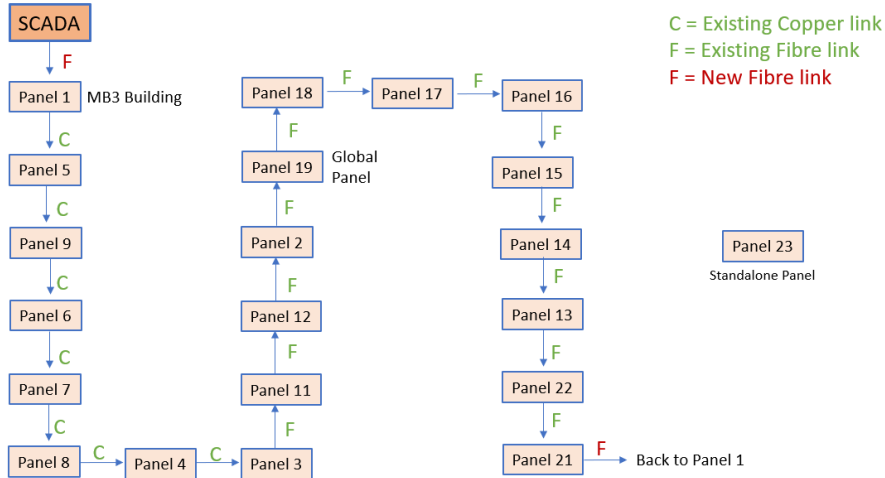 SCADA
F
Panel 1
MB3 Building
C
Panel 5
C
Panel 9
C
Panel 6
C
Panel 7
C
Panel 8
C
Panel 4
C
Panel 3
F
Panel 11
F
Panel 12
F
Panel 2
F
Panel 19
Global
Panel
F
Panel 18
F
Panel 17
F
Panel 16
F
Panel 15
F
Panel 14
F
Panel 13
F
Panel 22
F
Panel 21
F
Back to Panel 1
C = Existing Copper link
F = Existing Fibre link
F = New Fibre link
Panel 23
Standalone Panel